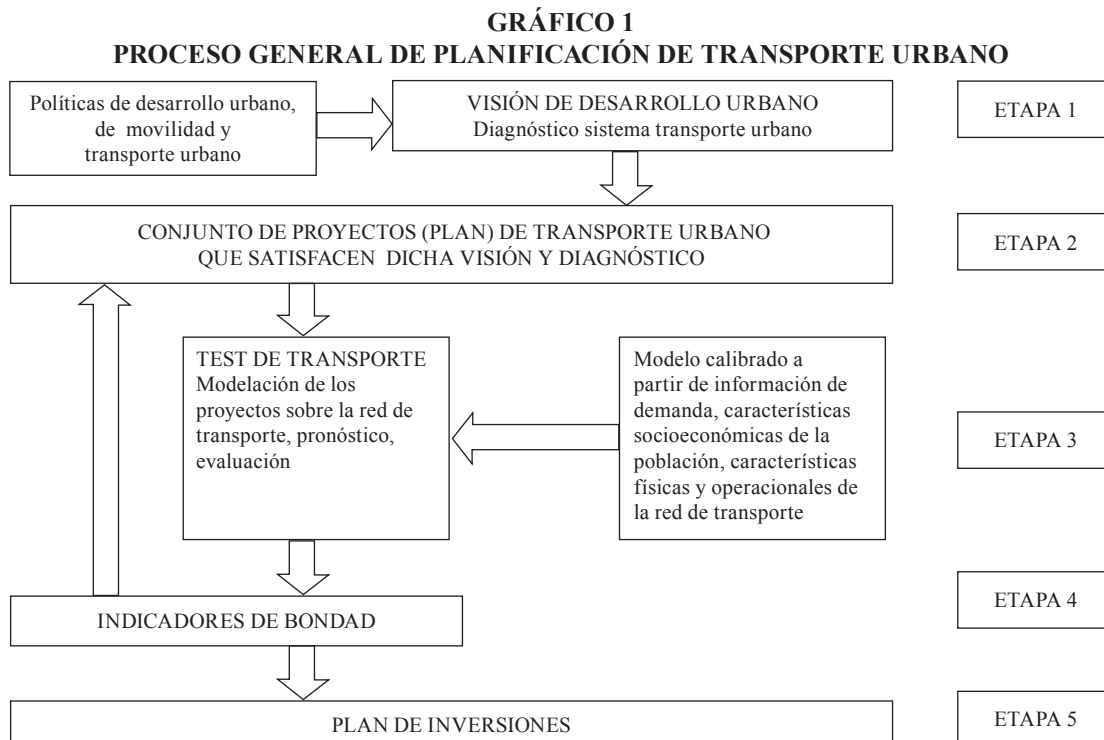 GRÁFICO 1
PROCESO GENERAL DE PLANIFICACIÓN DE TRANSPORTE URBANO
Políticas de desarrollo urbano,
de movilidad y
transporte urbano
VISIÓN DE DESARROLLO URBANO
Diagnóstico sistema transporte urbano
ETAPA 1
CONJUNTO DE PROYECTOS (PLAN) DE TRANSPORTE URBANO
QUE SATISFACEN DICHA VISIÓN Y DIAGNÓSTICO
ETAPA 2
TEST DE TRANSPORTE
Modelación de los
proyectos sobre la red de
transporte, pronóstico,
evaluación
Modelo calibrado a
partir de información de
demanda, característícas
socioeconómicas de la
población, característícas
físicas y operacionales de
la red de transporte
ETAPA 3
INDICADORES DE BONDAD
ETAPA 4
PLAN DE INVERSIONES
ETAPA 5